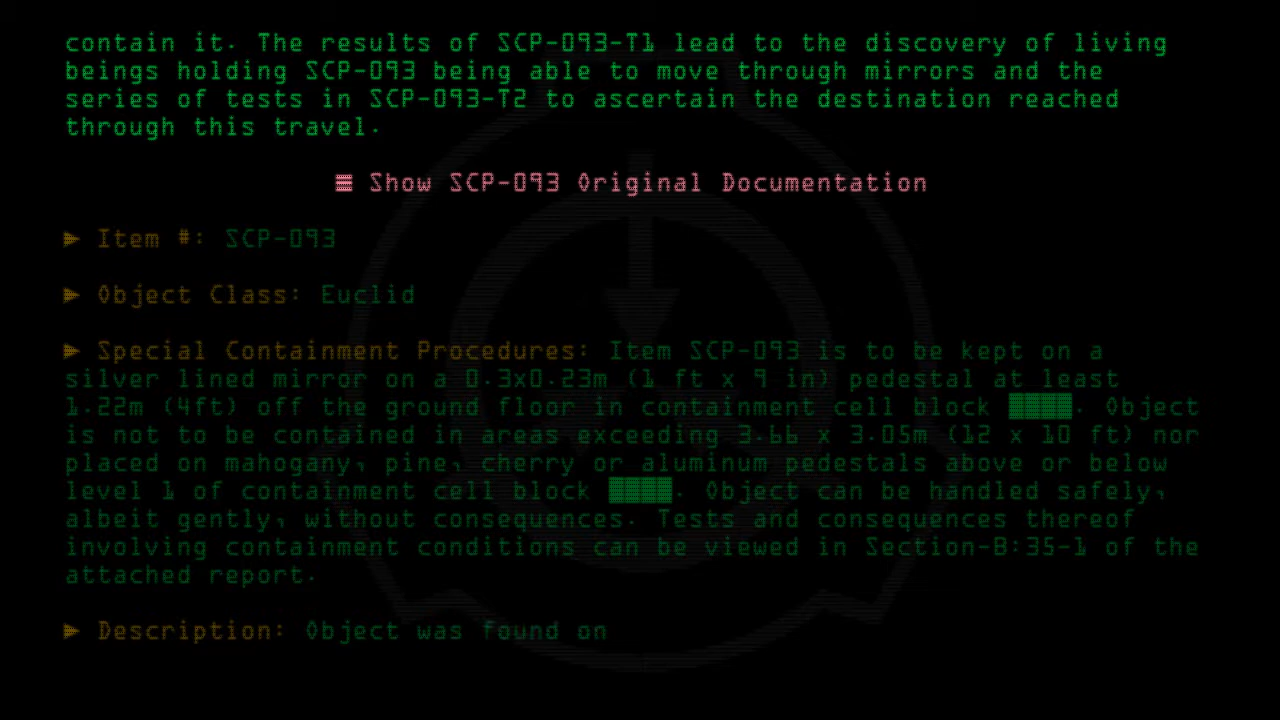 contain it. The results of SCP-093-T1 lead to the discovery of living
beings holding SCP-093 being able to move through mirrors and the
series of tests in SCP-093-T2 to ascertain the destination reached
through this travel.
≡ Show SCP-093 Original Documentation
► Item #: SCP-093
► Object Class: Euclid
► Special Containment Procedures: Item SCP-093 is to be kept on a
silver lined mirror on a 0.3x0.23m (1 ft x 9 in) pedestal at least
1.22m (4ft) off the ground floor in containment cell block ▓▓▓▓. Object
is not to be contained in areas exceeding 3.66 x 3.05m (12 x 10 ft) nor
placed on mahogany, pine, cherry or aluminum pedestals above or below
level 1 of containment cell block ▓▓▓▓. Object can be handled safely,
albeit gently, without consequences. Tests and consequences thereof
involving containment conditions can be viewed in Section-B:35-1 of the
attached report.
► Description: Object was found on